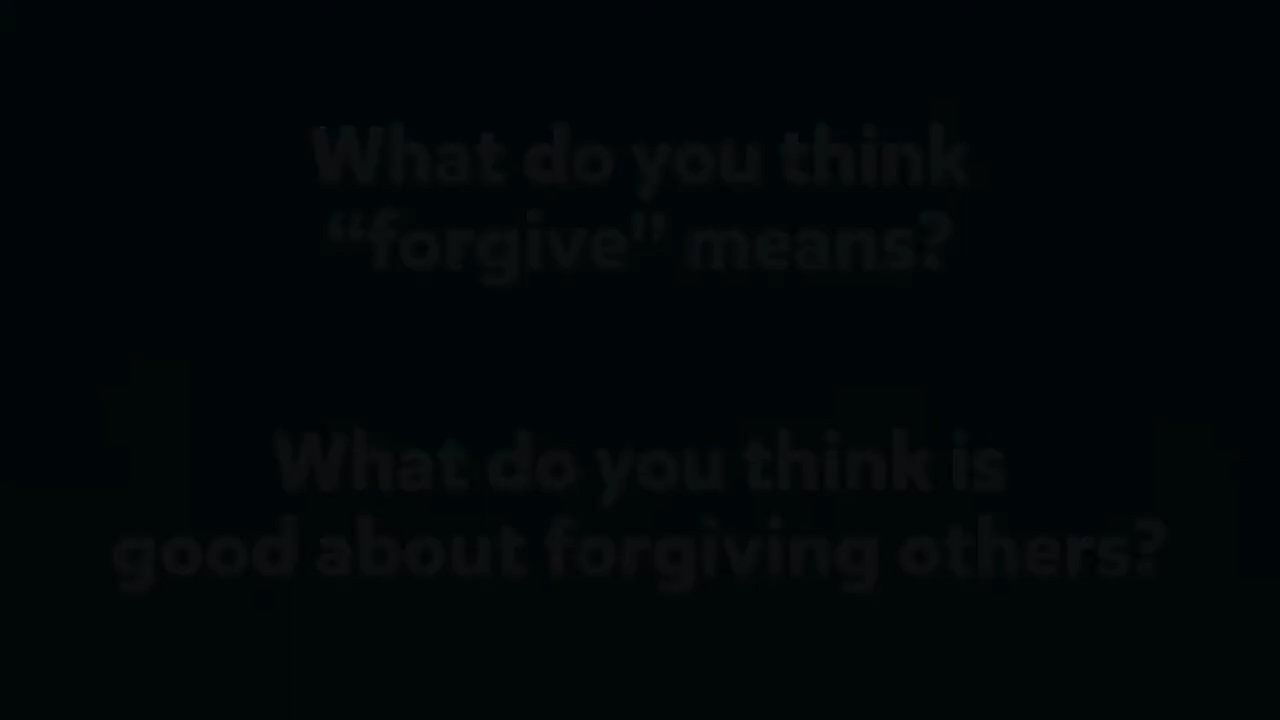 What do you think
“forgive” means?
What do you think is
good about forgiving others?